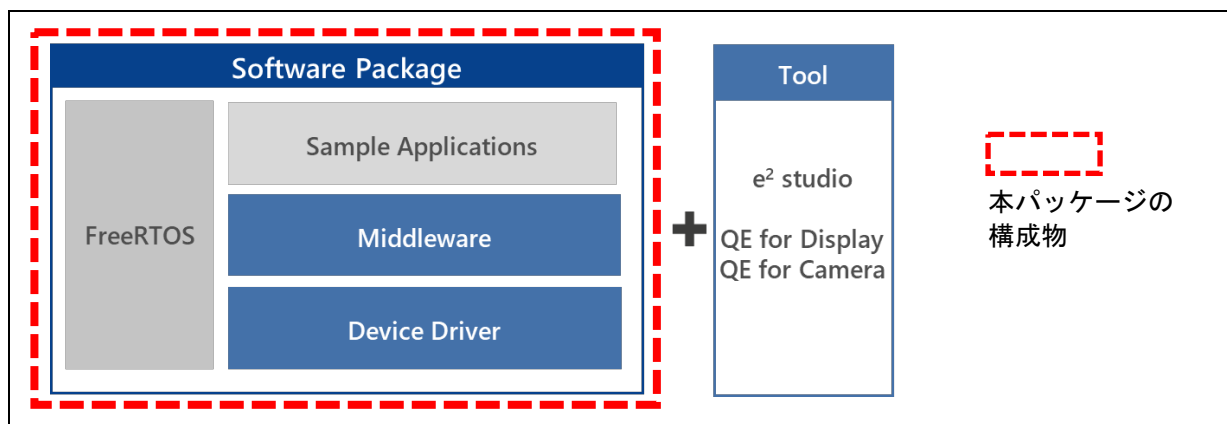 Software Package
FreeRTOS
Sample Applications
Middleware
Device Driver
+
Tool
e² studio
QE for Display
QE for Camera
本パッケージの
構成物